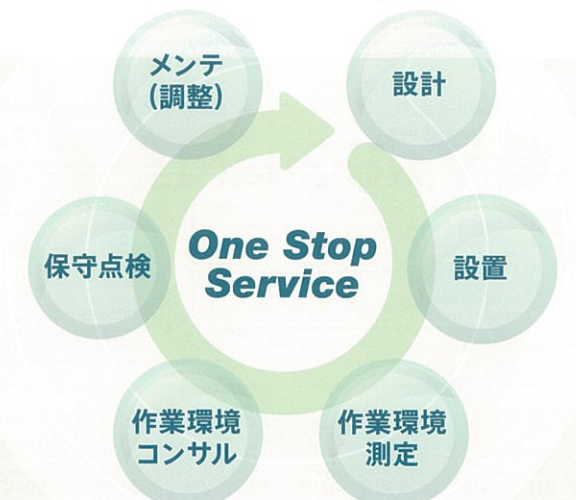 メンテ
(調整)
設計
保守点検
One Stop
Service
設置
作業環境
コンサル
作業環境
測定